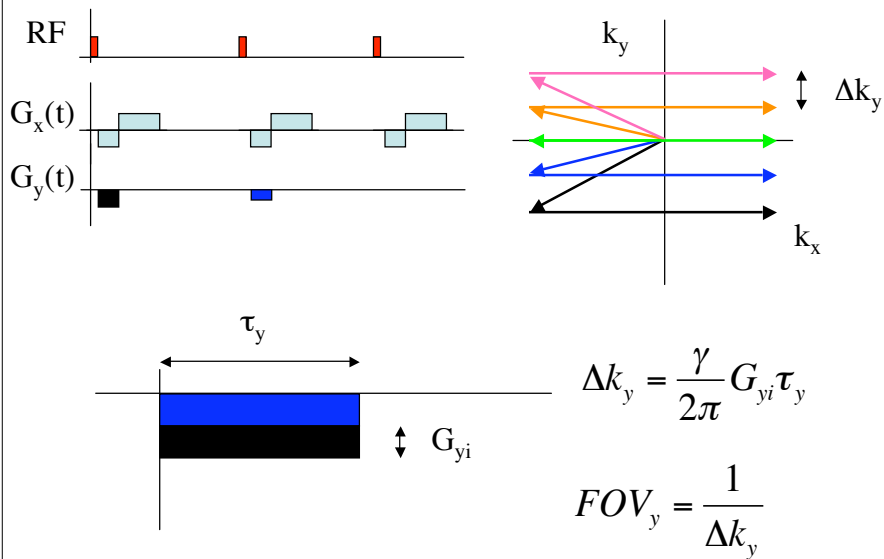 RF
G_x(t)
G_y(t)
k_y
Δk_y
k_x
τ_y
G_yi
Δk_y = γ/2π G_yi τ_y
FOV_y = 1/Δk_y